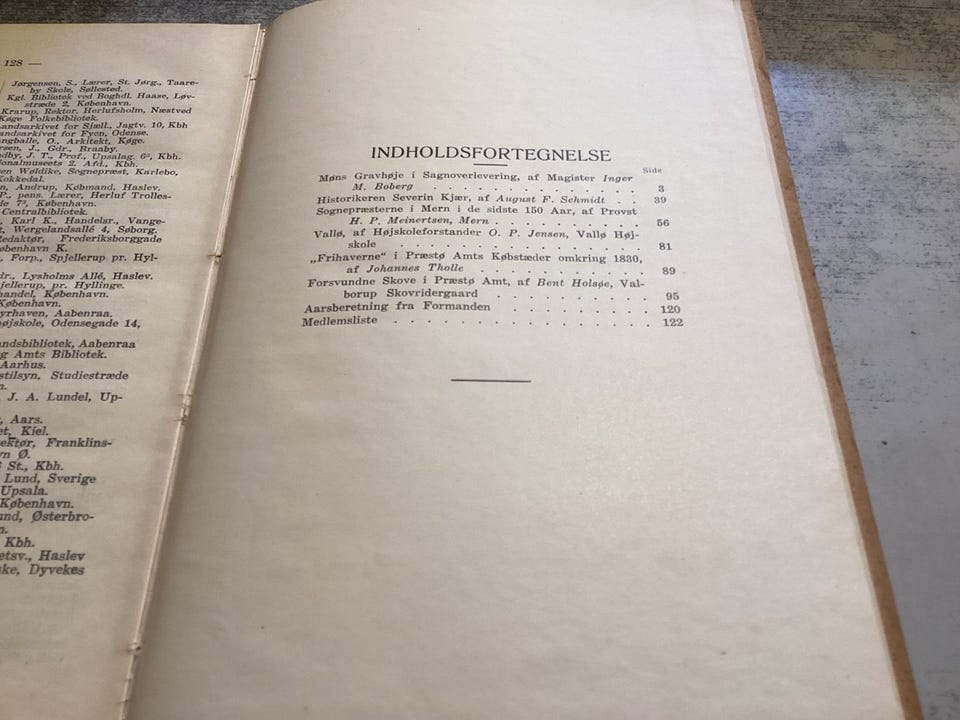 128 —
Jørgensen, S., Lærer, St. Jørg., Taare-
by Skole, Søllested.
Kgl. Bibliotek ved Boghdl. Haase, Løv-
stræde 2, København.
Krarup, Rektor, Herlufsholm, Næstved
Køge Folkebibliotek.
andsarkivet for Sjæll., Jagtv. 10, Kbh
andsarkivet for Fyen, Odense.
O., Arkitekt, Køge.
J., Gdr., Braaby.
J. T., Prof., Upsalag. 6³, Kbh.
2. Afd., Kbh.
Wøldike, Sognepræst, Karlebo,
Kokkedal.
Andrup, Købmand, Haslev.
P., pens. Lærer, Herluf Trolles-
7³, København.
Centralbibliotek.
Karl K., Handelar., Vange-
Wergelandsallé 4, Søborg.
Redaktør, Frederiksborggade
København K.
Forp., Spjellerup pr. Hyl-
Lysholms Allé, Haslev.
pr. Hyllinge.
København.
København.
Aabenraa.
Odensegade 14,
Aabenraa
Amts Bibliotek.
Aarhus.
Studiestræde
J. A. Lundel, Up-
Aars.
Kiel.
Franklins-
Ø.
St., Kbh.
Lund, Sverige
Upsala.
København.
Østerbro-
Kbh.
Haslev
Dyvekes
INDHOLDSFORTEGNELSE
Side
Møns Gravhøje i Sagnoverlevering, af Magister Inger
M. Boberg . . . . . . . . . . . . 3
Historikeren Severin Kjær, af August F. Schmidt . . 39
Sognepræsterne i Mern i de sidste 150 Aar, af Provst
H. P. Meinertsen, Mern . . . . . . . . . 56
Vallø, af Højskoleforstander O. P. Jensen, Vallø Høj-
skole . . . . . . . . . . . . . 81
„Frihaverne“ i Præstø Amts Købstæder omkring 1830,
af Johannes Tholle . . . . . . . . . . 89
Forsvundne Skove i Præstø Amt, af Bent Holsøe, Val-
borup Skovridergaard . . . . . . . . . 95
Aarsberetning fra Formanden . . . . . . . . 120
Medlemsliste . . . . . . . . . . . . . 122